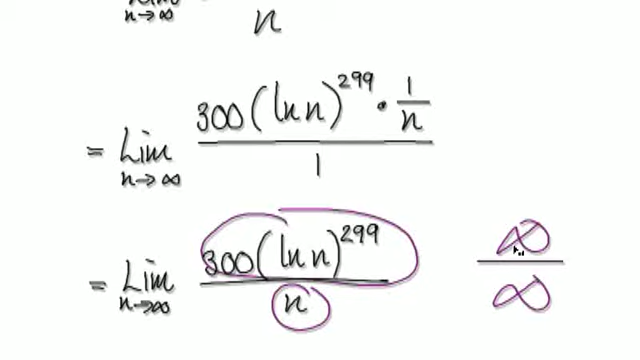 n→∞ n
= Lim n→∞ 300(ln n)^299 · 1/n / 1
= Lim n→∞ 300(ln n)^299 / n ∞/∞